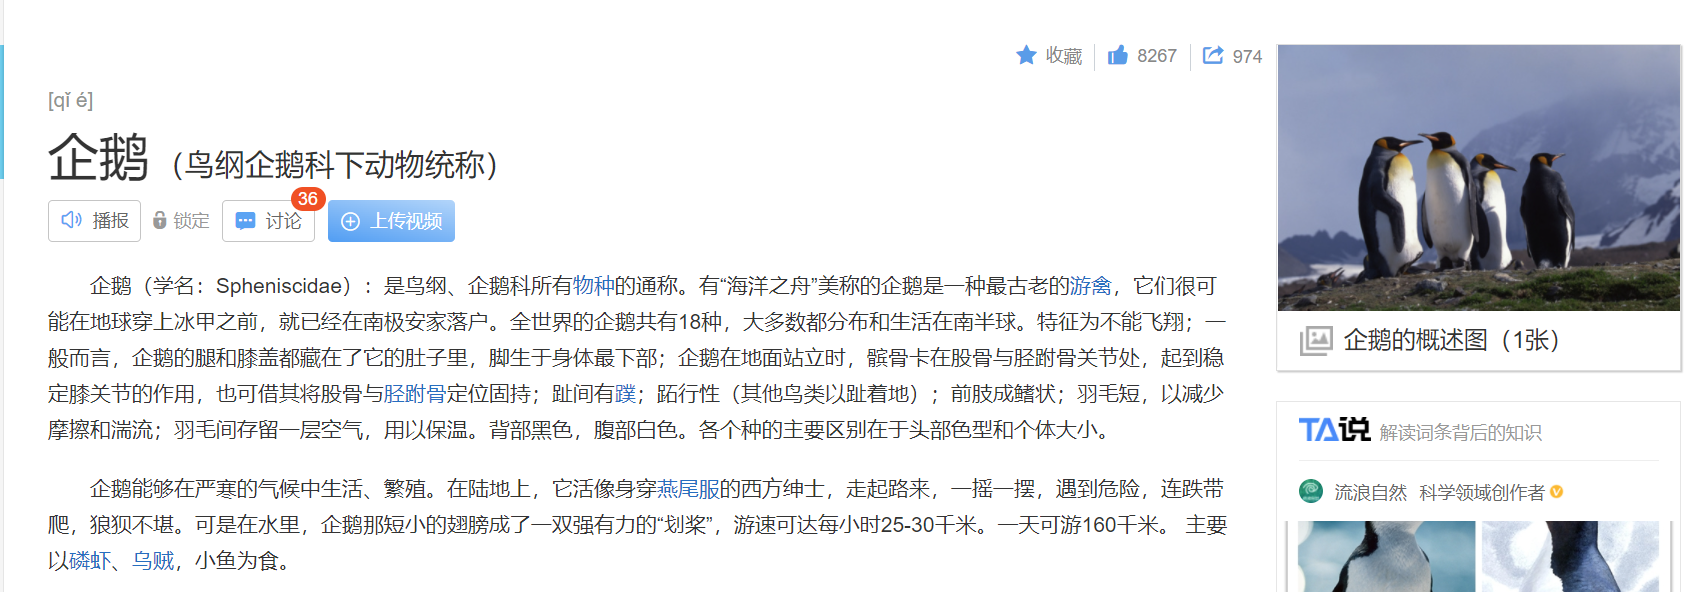 收藏 8267 974
[qǐ é]
企鹅（鸟纲企鹅科下动物统称）
播报 锁定 讨论 36 上传视频
企鹅（学名：Spheniscidae）：是鸟纲、企鹅科所有物种的通称。有“海洋之舟”美称的企鹅是一种最古老的游禽，它们很可
能在地球穿上冰甲之前，就已经在南极安家落户。全世界的企鹅共有18种，大多数都分布和生活在南半球。特征为不能飞翔；一
般而言，企鹅的腿和膝盖都藏在了它的肚子里，脚生于身体最下部；企鹅在地面站立时，髌骨卡在股骨与胫跗骨关节处，起到稳
定膝关节的作用，也可借其将股骨与胫跗骨定位固持；趾间有蹼；跖行性（其他鸟类以趾着地）；前肢成鳍状；羽毛短，以减少
摩擦和湍流；羽毛间存留一层空气，用以保温。背部黑色，腹部白色。各个种的主要区别在于头部色型和个体大小。
企鹅能够在严寒的气候中生活、繁殖。在陆地上，它活像身穿燕尾服的西方绅士，走起路来，一摇一摆，遇到危险，连跌带
爬，狼狈不堪。可是在水里，企鹅那短小的翅膀成了一双强有力的“划桨”，游速可达每小时25-30千米。一天可游160千米。 主要
以磷虾、乌贼，小鱼为食。
企鹅的概述图（1张）
TA说 解读词条背后的知识
流浪自然 科学领域创作者